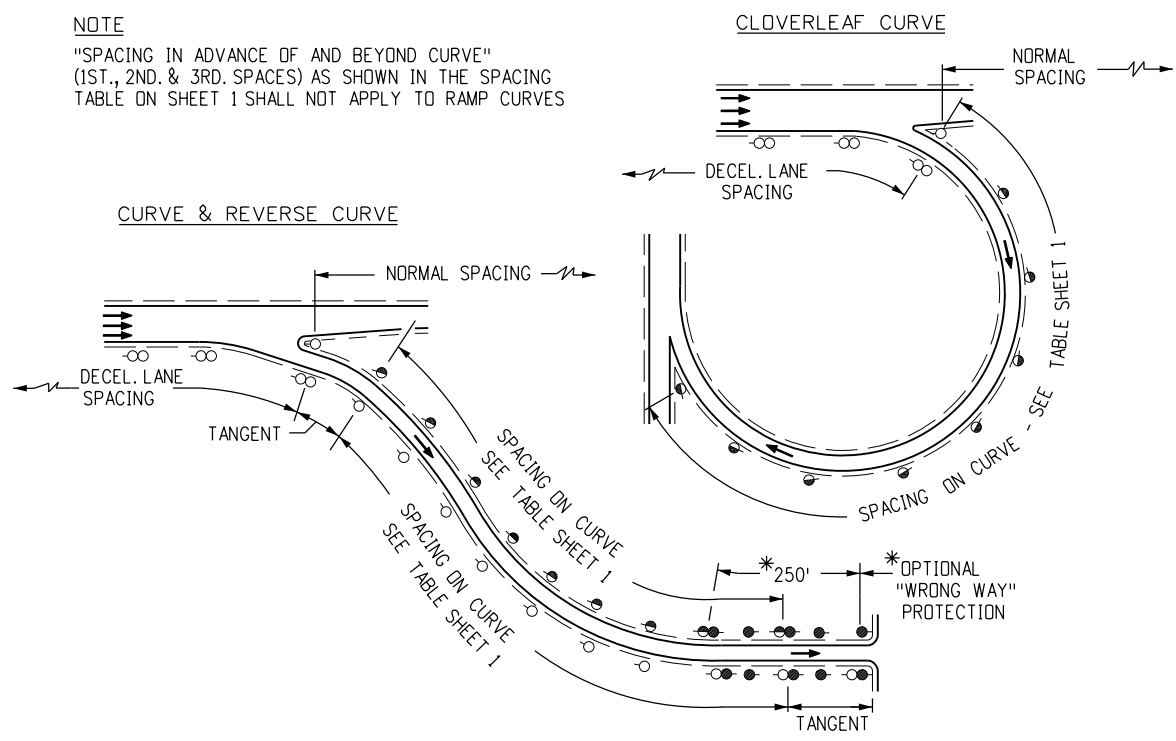 NOTE
"SPACING IN ADVANCE OF AND BEYOND CURVE"
(1ST., 2ND. & 3RD. SPACES) AS SHOWN IN THE SPACING
TABLE ON SHEET 1 SHALL NOT APPLY TO RAMP CURVES
CLOVERLEAF CURVE
NORMAL
SPACING
DECEL. LANE
SPACING
SPACING ON CURVE - SEE TABLE SHEET 1
CURVE & REVERSE CURVE
NORMAL SPACING
DECEL. LANE
SPACING
TANGENT
SPACING ON CURVE
SEE TABLE SHEET 1
SPACING ON CURVE
SEE TABLE SHEET 1
*250'
*OPTIONAL
"WRONG WAY"
PROTECTION
TANGENT